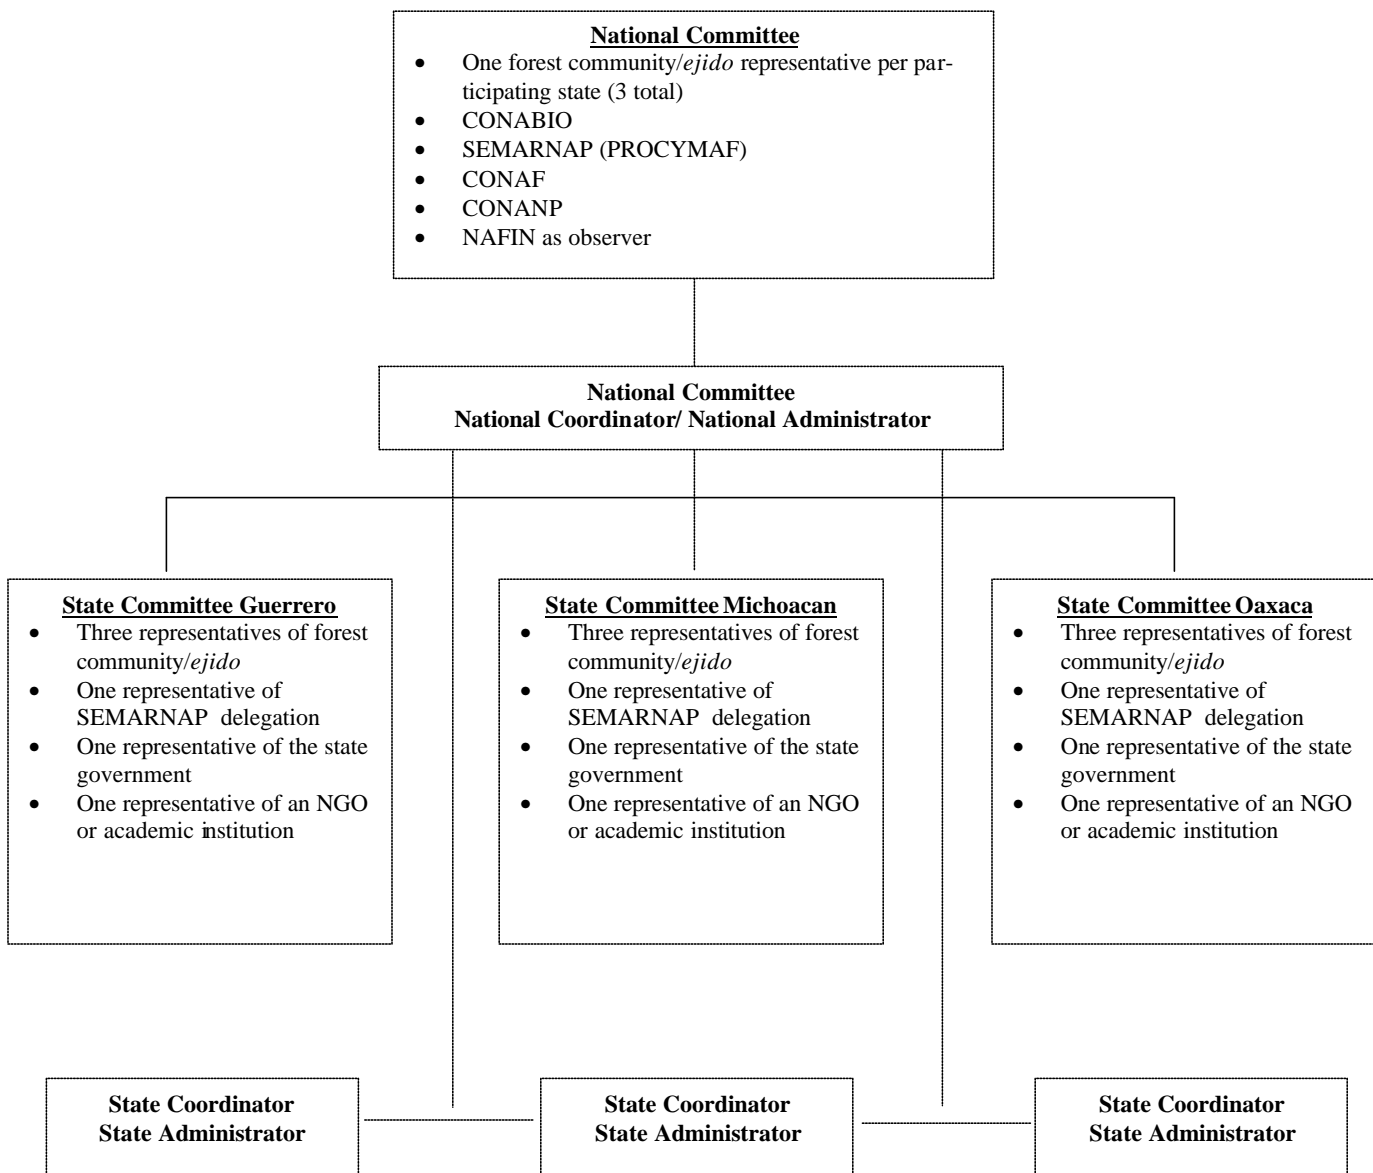 National Committee
• One forest community/ejido representative per par-
ticipating state (3 total)
• CONABIO
• SEMARNAP (PROCYMAF)
• CONAF
• CONANP
• NAFIN as observer
National Committee
National Coordinator/ National Administrator
State Committee Guerrero
• Three representatives of forest
community/ejido
• One representative of
SEMARNAP delegation
• One representative of the state
government
• One representative of an NGO
or academic institution
State Committee Michoacan
• Three representatives of forest
community/ejido
• One representative of
SEMARNAP delegation
• One representative of the state
government
• One representative of an NGO
or academic institution
State Committee Oaxaca
• Three representatives of forest
community/ejido
• One representative of
SEMARNAP delegation
• One representative of the state
government
• One representative of an NGO
or academic institution
State Coordinator
State Administrator
State Coordinator
State Administrator
State Coordinator
State Administrator